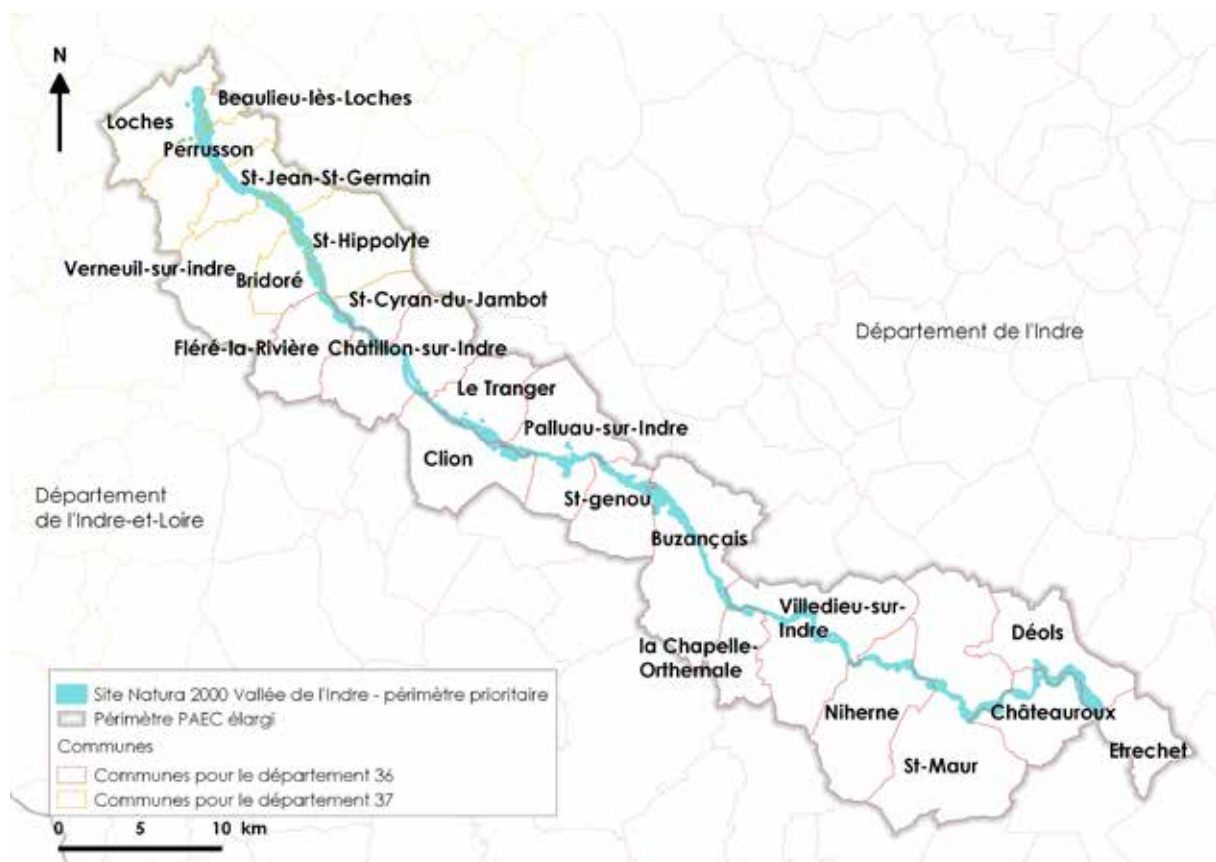 N
Beaulieu-lès-Loches
Loches
Perrusson
St-Jean-St-Germain
St-Hippolyte
Verneuil-sur-indre
Bridoré
St-Cyran-du-Jambot
Fléré-la-Rivière
Châtillon-sur-Indre
Département de l'Indre
Le Tranger
Palluau-sur-Indre
Clion
Département
de l'Indre-et-Loire
St-genou
Buzançais
Villedieu-sur-
Indre
Déols
la Chapelle-
Orthemale
Niherne
Châteauroux
Etrechet
St-Maur
Site Natura 2000 Vallée de l'Indre - périmètre prioritaire
Périmètre PAEC élargi
Communes
Communes pour le département 36
Communes pour le département 37
0 5 10 km